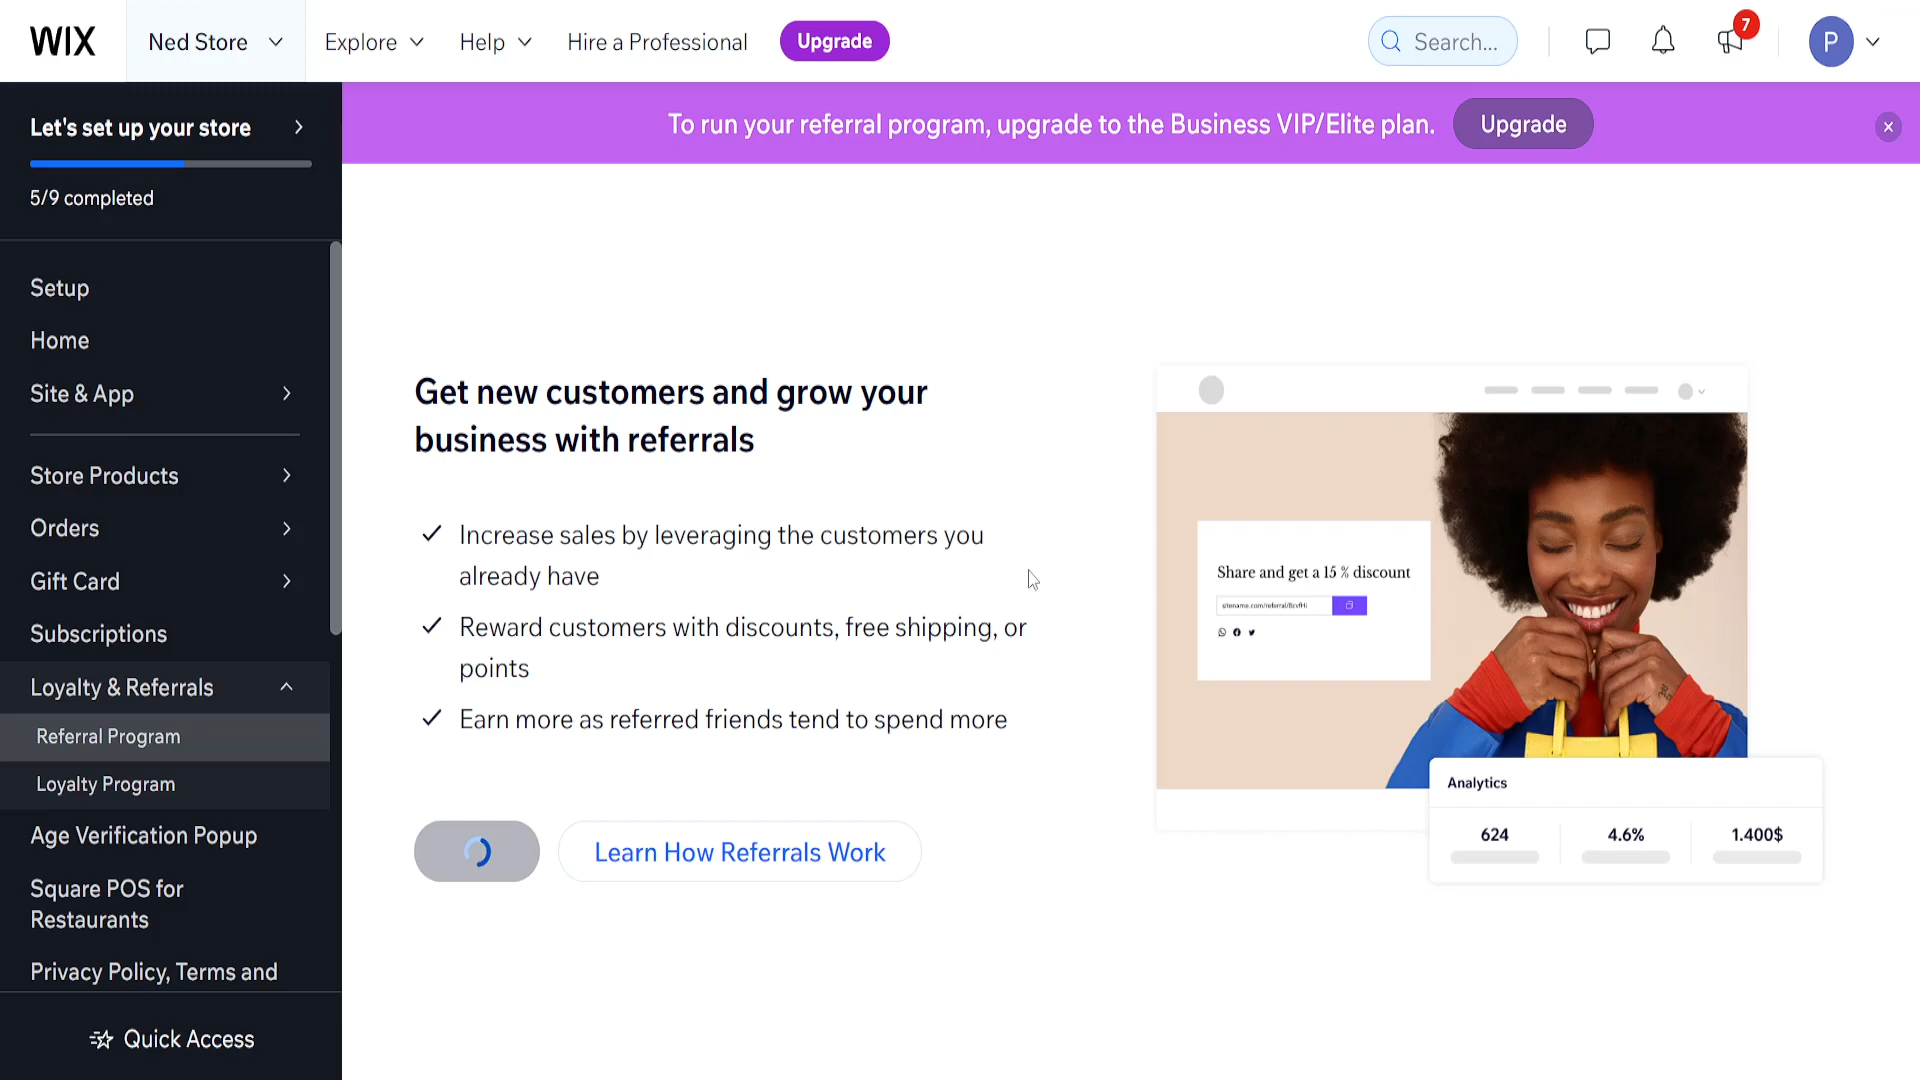 WIX
Ned Store
Explore
Help
Hire a Professional
Upgrade
Search...
7
P
Let's set up your store
5/9 completed
To run your referral program, upgrade to the Business VIP/Elite plan.
Upgrade
Setup
Home
Site & App
Store Products
Orders
Gift Card
Subscriptions
Loyalty & Referrals
Referral Program
Loyalty Program
Age Verification Popup
Square POS for
Restaurants
Privacy Policy, Terms and
Quick Access
Get new customers and grow your
business with referrals
Increase sales by leveraging the customers you
already have
Reward customers with discounts, free shipping, or
points
Earn more as referred friends tend to spend more
Learn How Referrals Work
Share and get a 15 % discount
Analytics
624
4.6%
1.400$